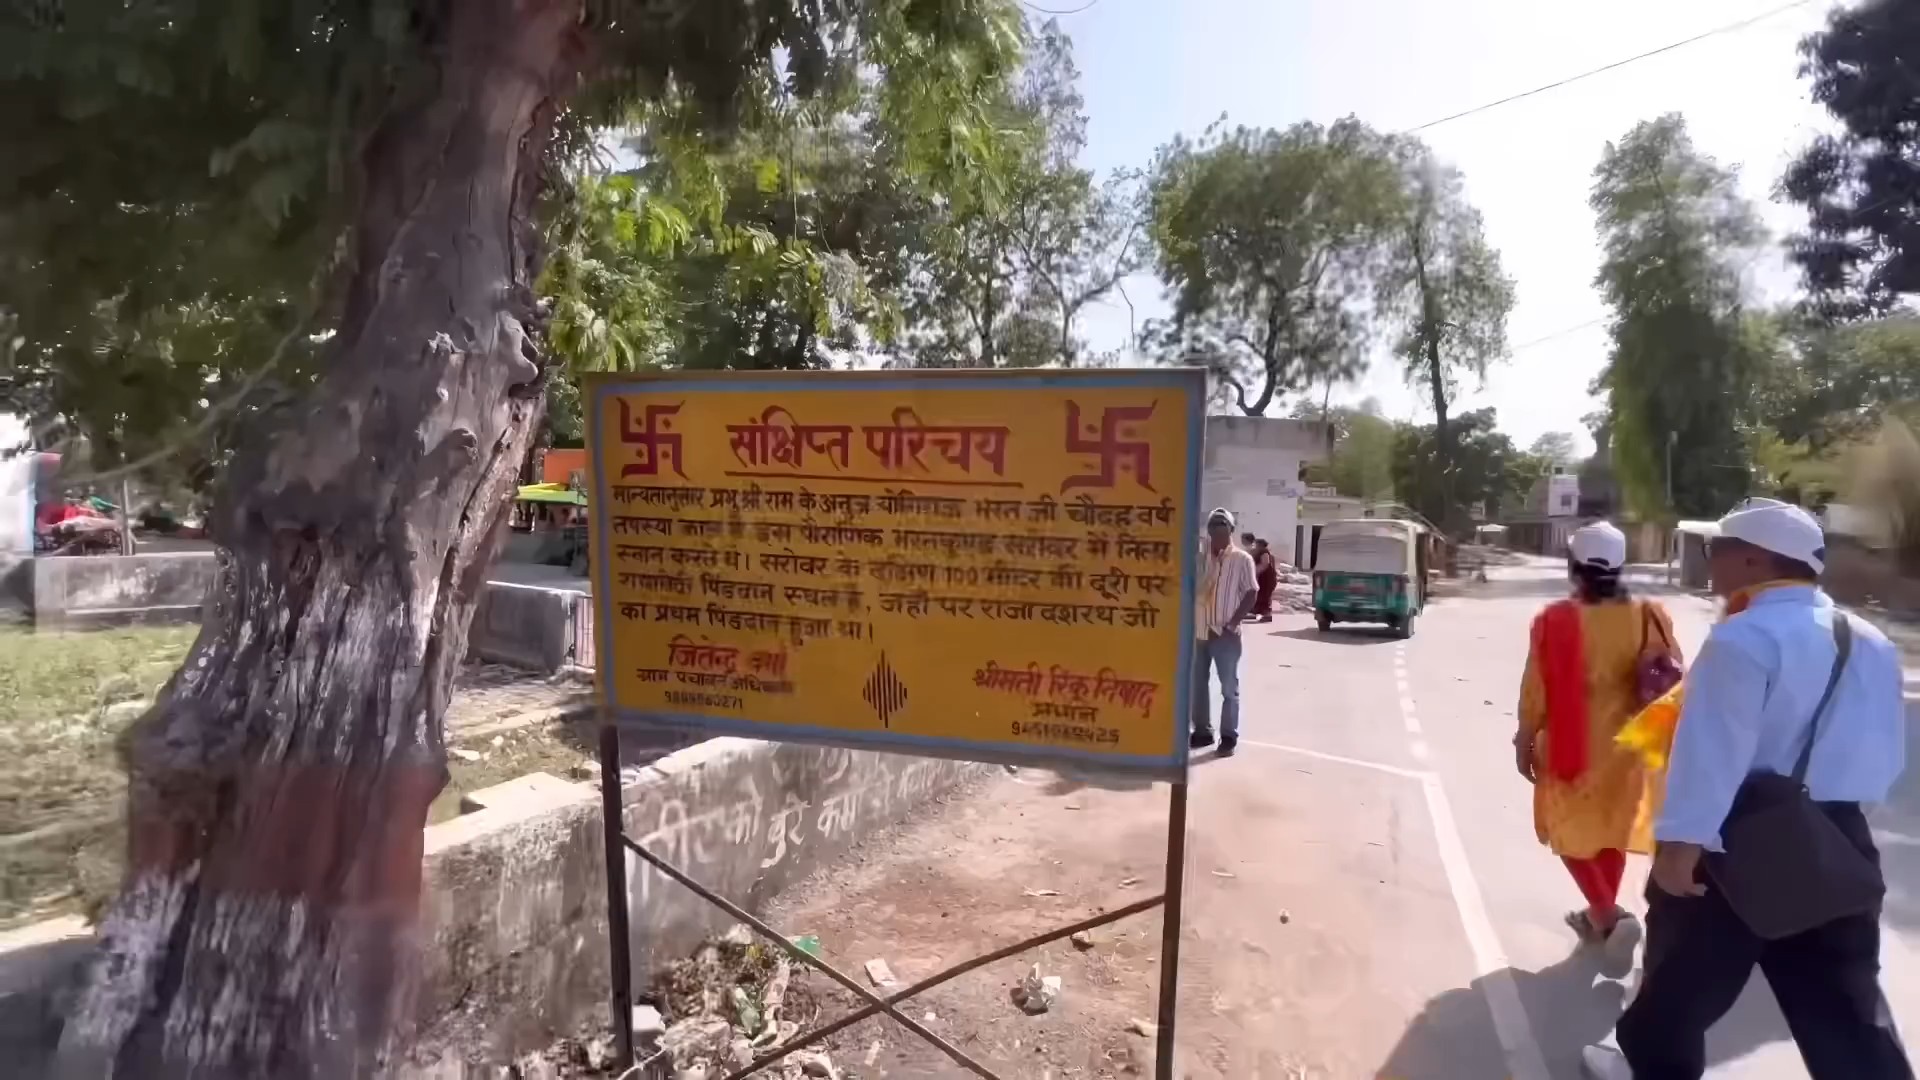 संक्षिप्त परिचय
मान्यतानुसार प्रभु श्री राम के अनुज योगिराज भरत जी चौदह वर्ष
तपस्या काल में इस पौराणिक भरतकुण्ड सरोवर में नित्य
स्नान करते थे। सरोवर के दक्षिण 100 मीटर की दूरी पर
पिंडदान स्थल है, जहाँ पर राजा दशरथ जी
का प्रथम पिंडदान हुआ था।
जितेन्द्र वर्मा
ग्राम पंचायत अधिकारी
श्रीमती रिंकू निषाद
प्रधान
को बुरे